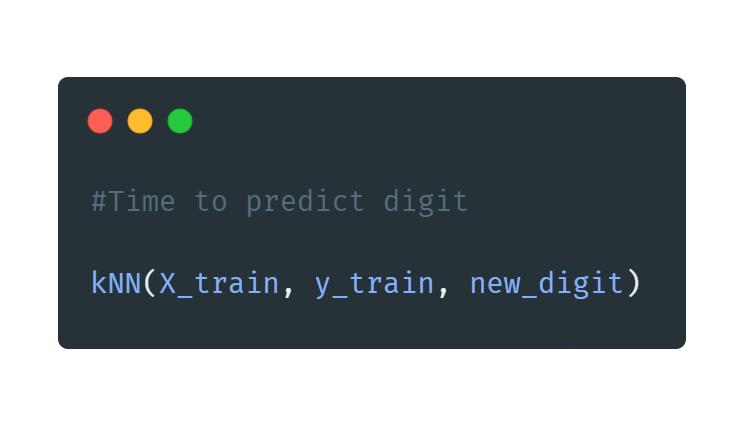 #Time to predict digit
kNN(X_train, y_train, new_digit)